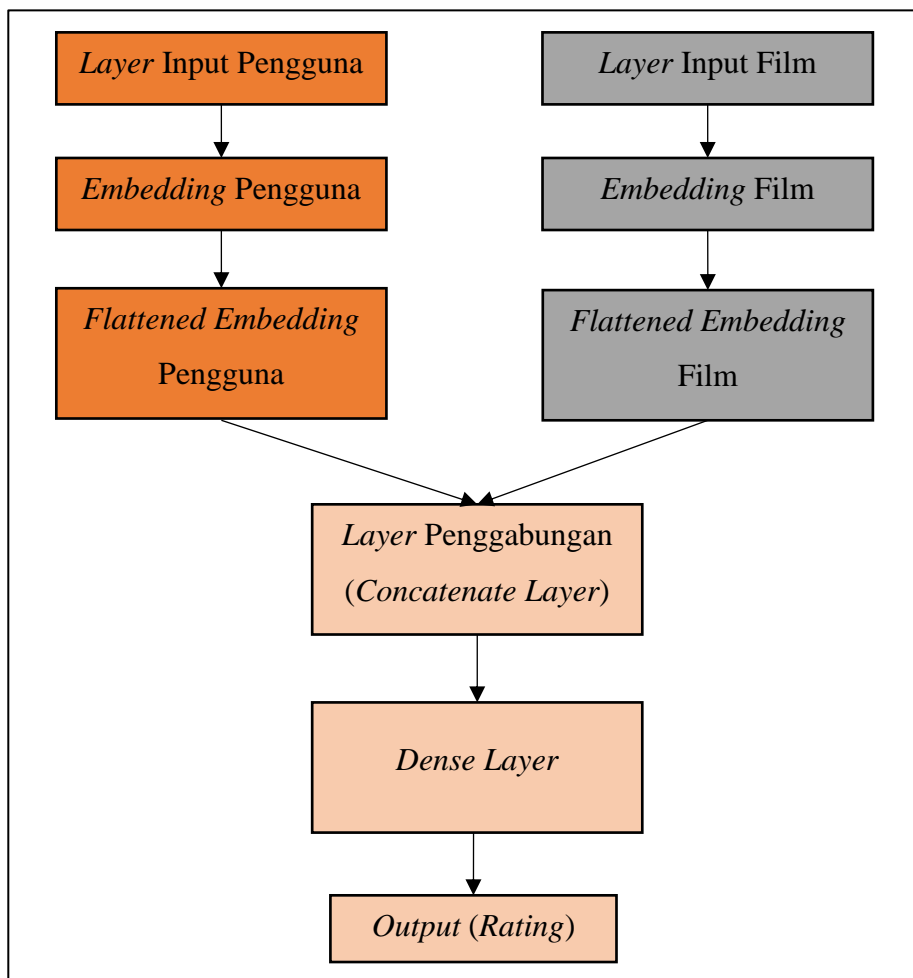 Layer Input Pengguna
Layer Input Film
Embedding Pengguna
Embedding Film
Flattened Embedding
Pengguna
Flattened Embedding
Film
Layer Penggabungan
(Concatenate Layer)
Dense Layer
Output (Rating)